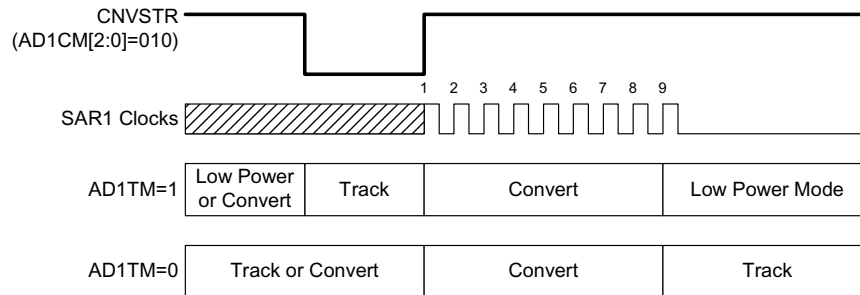 CNVSTR
(AD1CM[2:0]=010)
1 2 3 4 5 6 7 8 9
SAR1 Clocks
AD1TM=1
Low Power
or Convert
Track
Convert
Low Power Mode
AD1TM=0
Track or Convert
Convert
Track